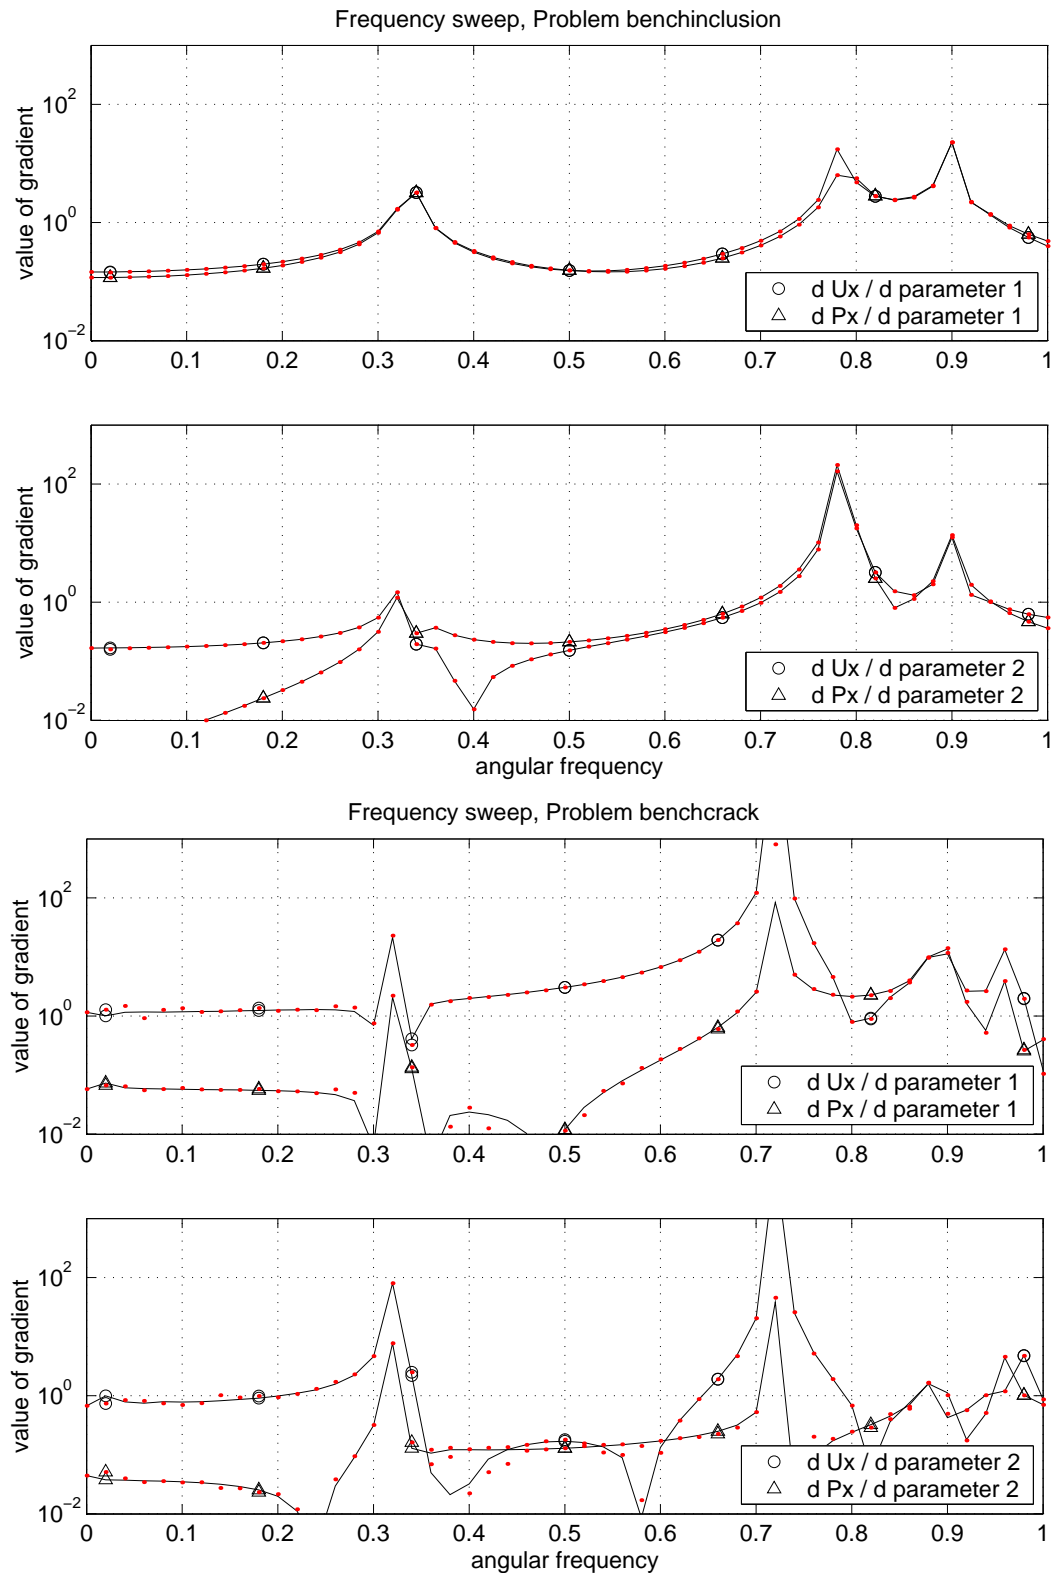 Frequency sweep, Problem benchinclusion
value of gradient
10^2
10^0
10^−2
0 0.1 0.2 0.3 0.4 0.5 0.6 0.7 0.8 0.9 1
d Ux / d parameter 1
d Px / d parameter 1
value of gradient
10^2
10^0
10^−2
0 0.1 0.2 0.3 0.4 0.5 0.6 0.7 0.8 0.9 1
d Ux / d parameter 2
d Px / d parameter 2
angular frequency
Frequency sweep, Problem benchcrack
value of gradient
10^2
10^0
10^−2
0 0.1 0.2 0.3 0.4 0.5 0.6 0.7 0.8 0.9 1
d Ux / d parameter 1
d Px / d parameter 1
value of gradient
10^2
10^0
10^−2
0 0.1 0.2 0.3 0.4 0.5 0.6 0.7 0.8 0.9 1
d Ux / d parameter 2
d Px / d parameter 2
angular frequency